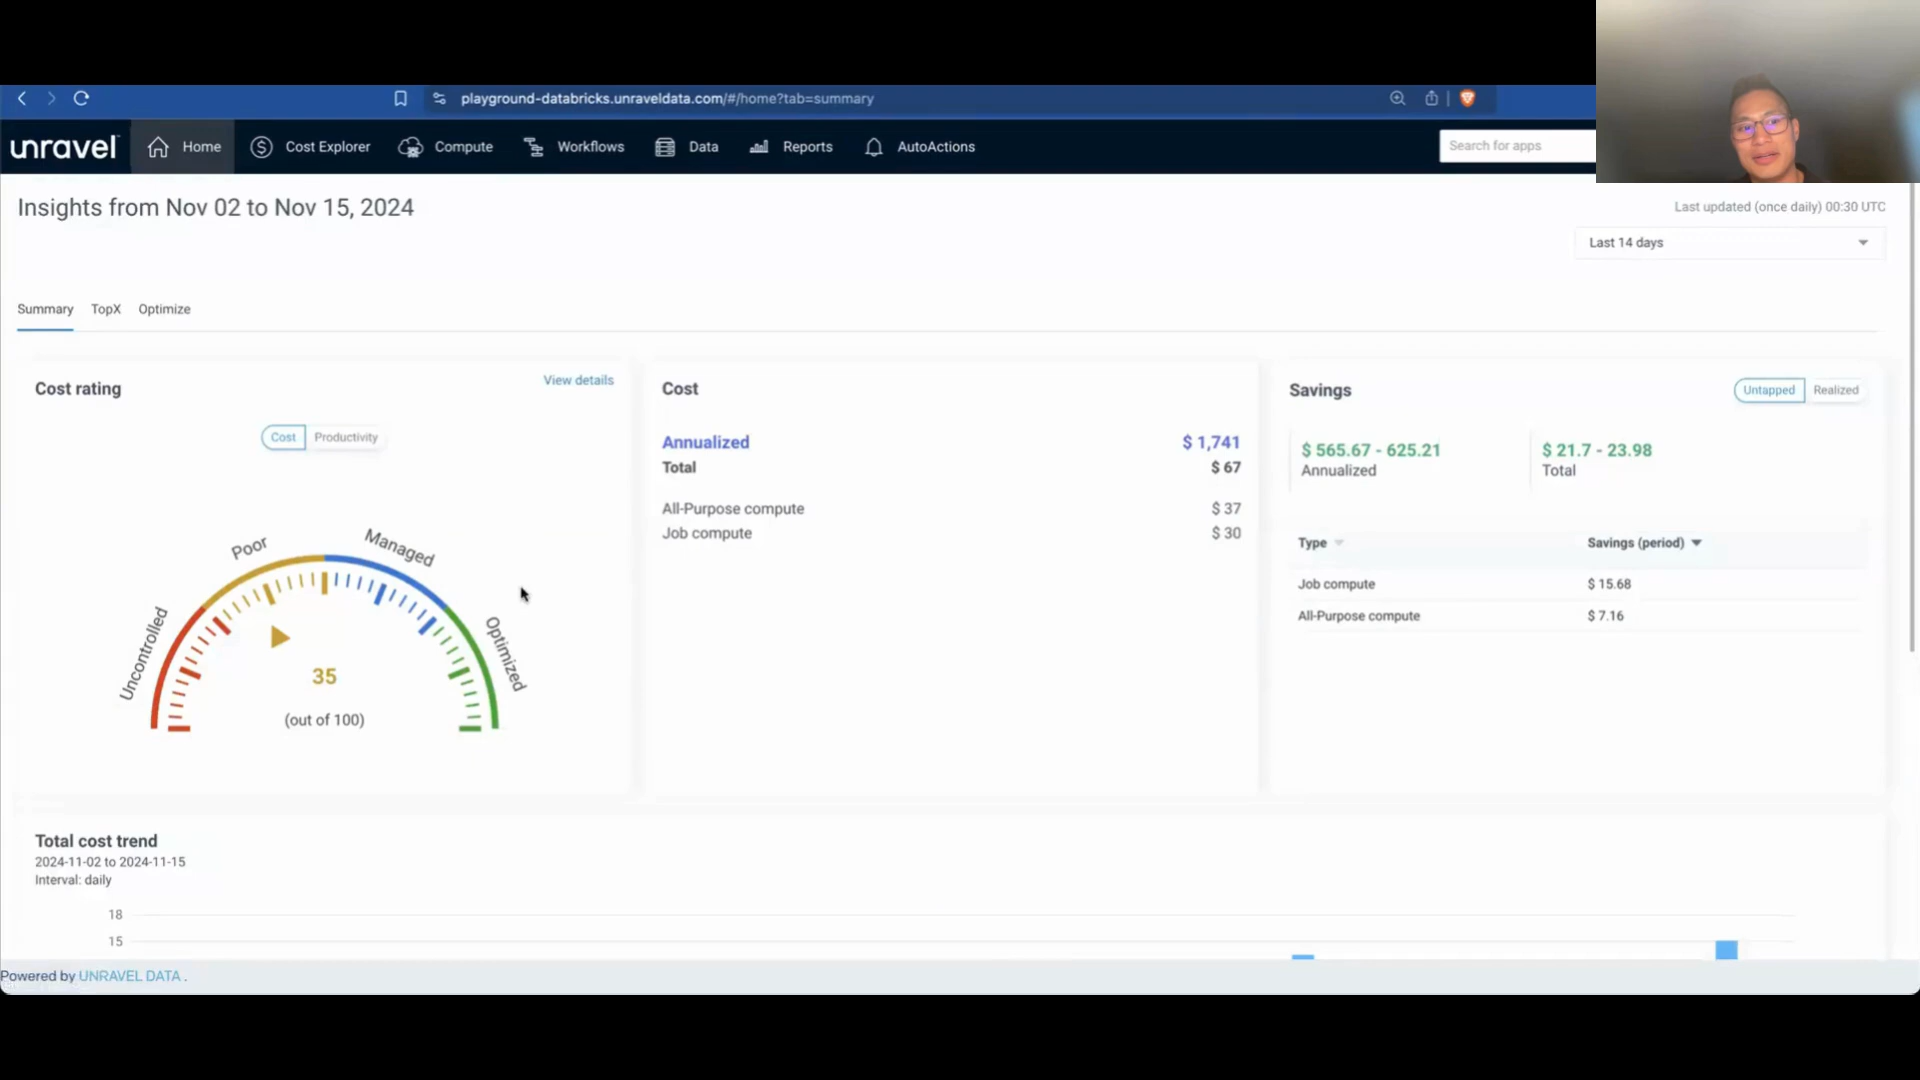 playground-databricks.unraveldata.com/#/home?tab=summary
unravel Home Cost Explorer Compute Workflows Data Reports AutoActions Search for apps
Insights from Nov 02 to Nov 15, 2024
Last updated (once daily) 00:30 UTC
Last 14 days
Summary TopX Optimize
Cost rating
View details
Cost Productivity
Uncontrolled
Poor
Managed
Optimized
35
(out of 100)
Cost
Annualized $ 1,741
Total $ 67
All-Purpose compute $ 37
Job compute $ 30
Savings
Untapped Realized
$ 565.67 - 625.21
Annualized
$ 21.7 - 23.98
Total
Type Savings (period)
Job compute $ 15.68
All-Purpose compute $ 7.16
Total cost trend
2024-11-02 to 2024-11-15
Interval: daily
18
15
Powered by UNRAVEL DATA .